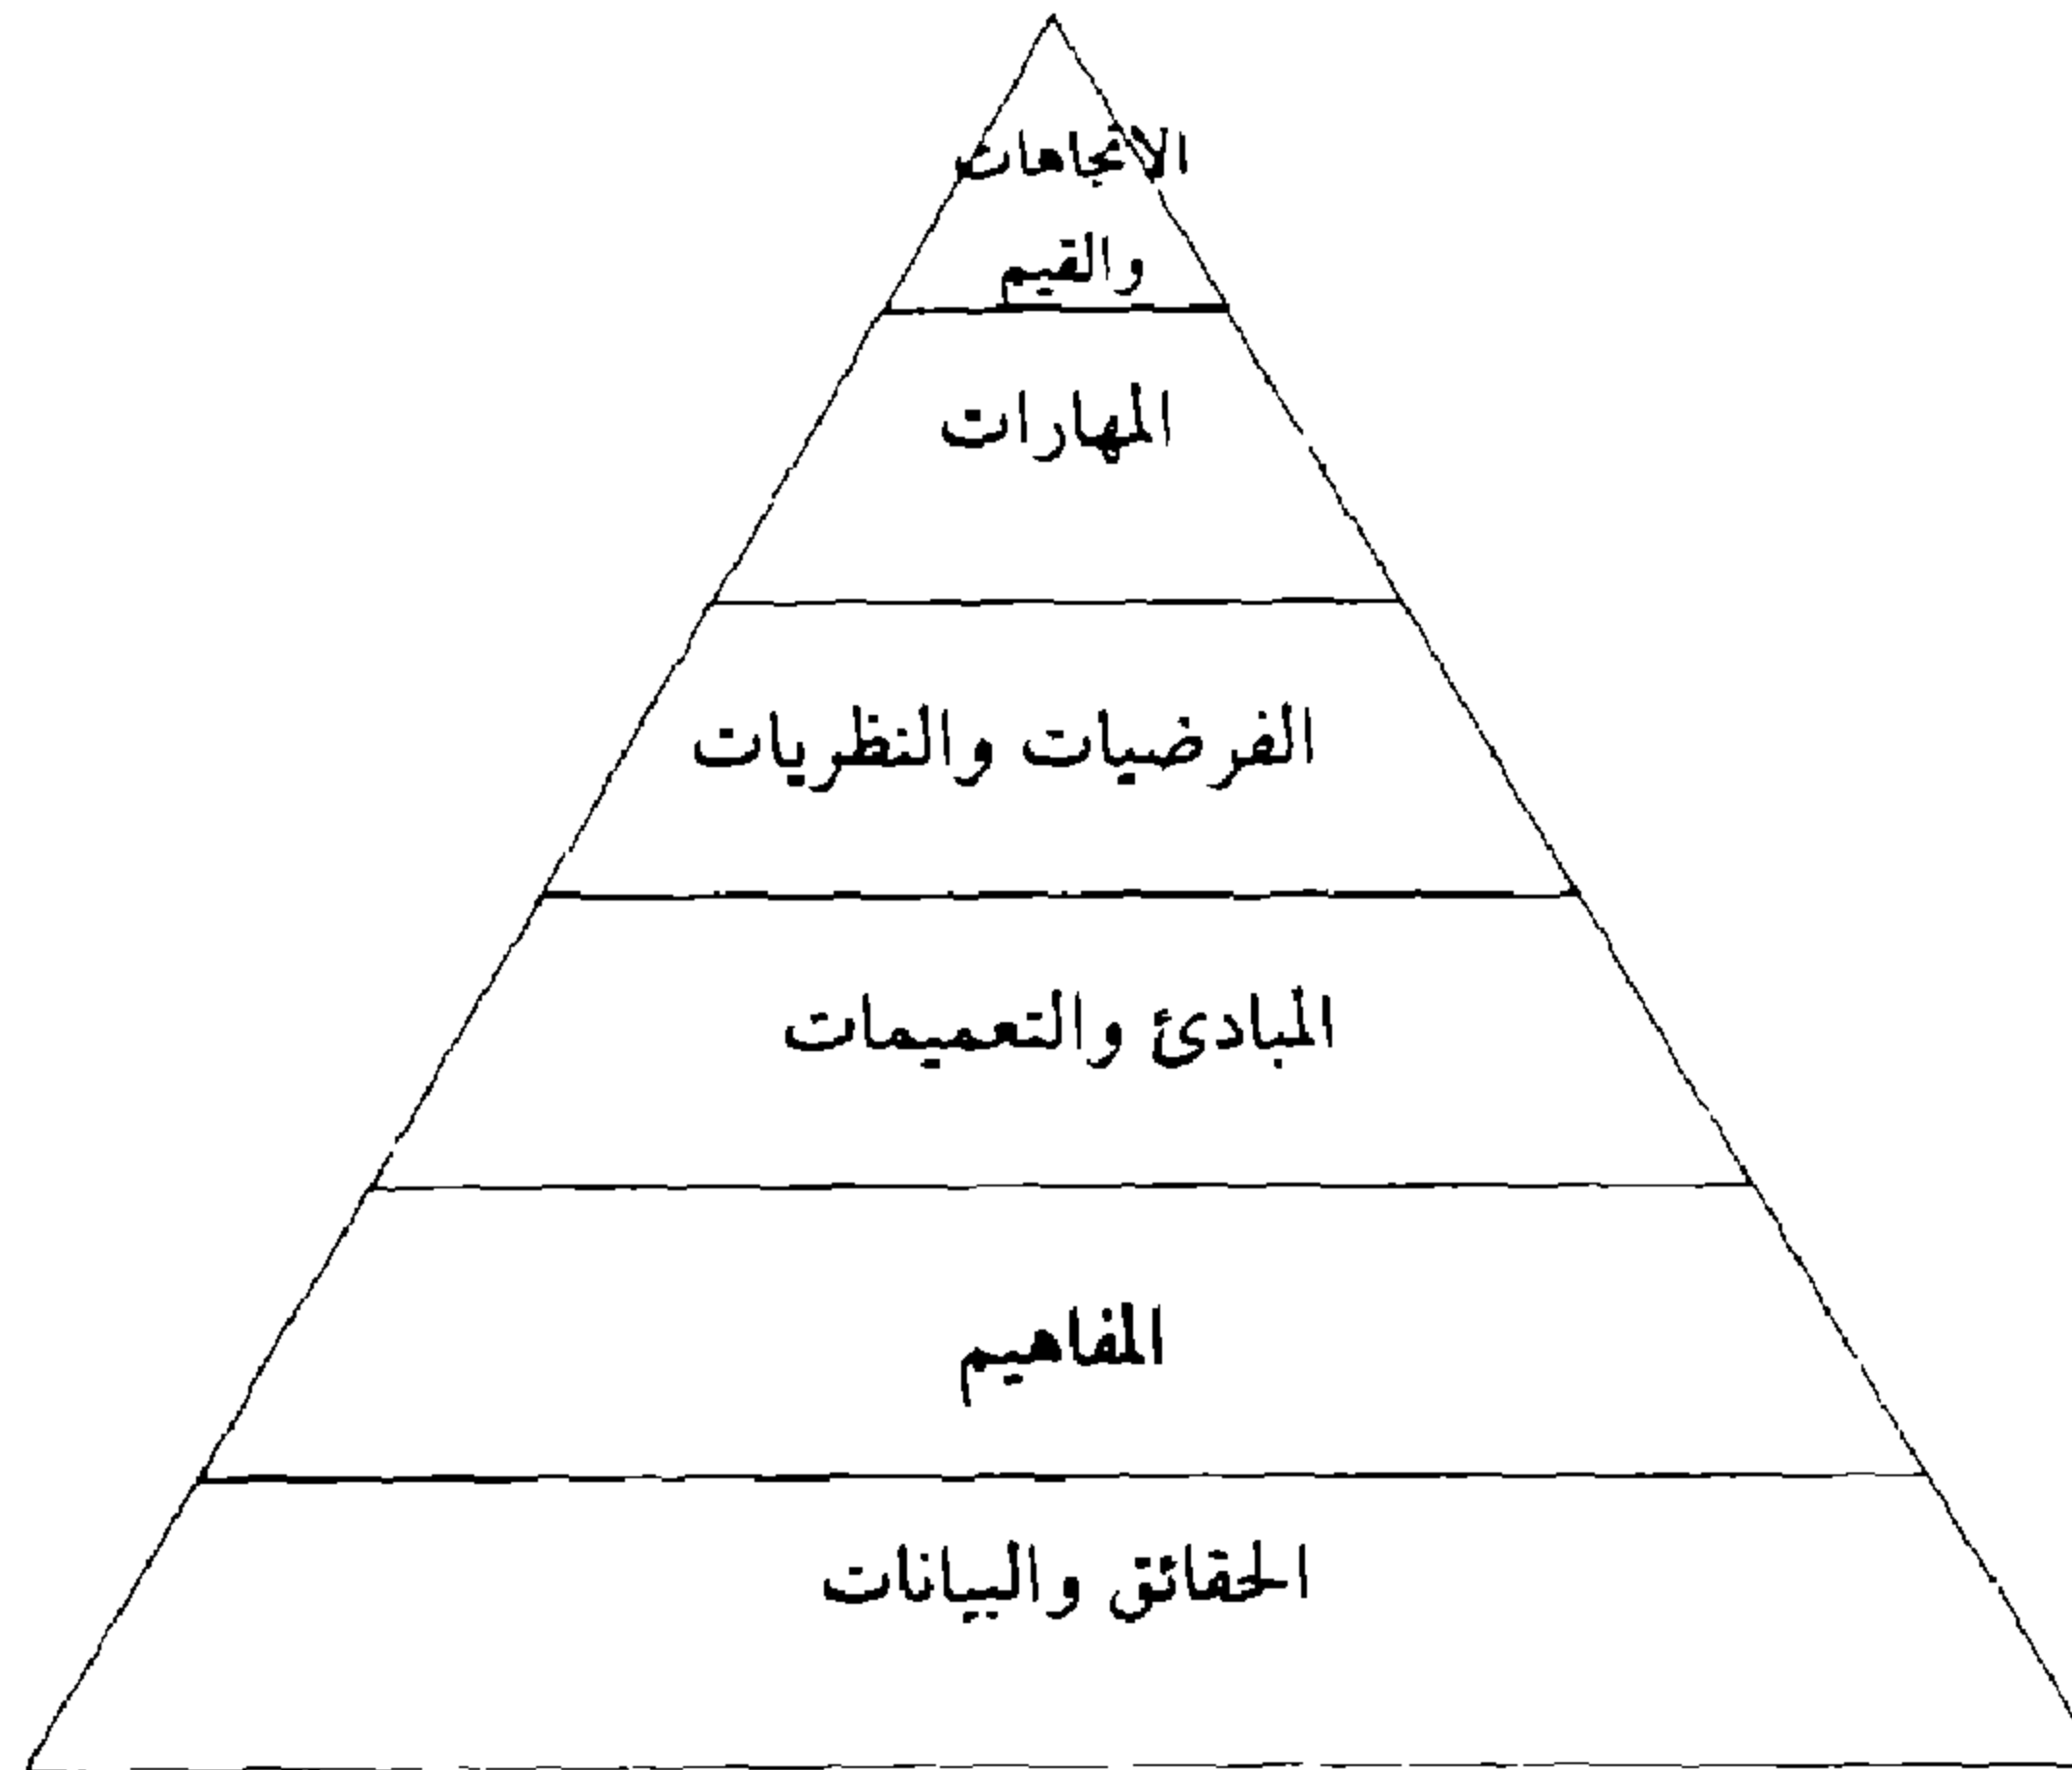 الاتجاهات
والقيم
المهارات
الفرضيات والنظريات
المبادئ والتعميمات
المفاهيم
الحقائق والبيانات